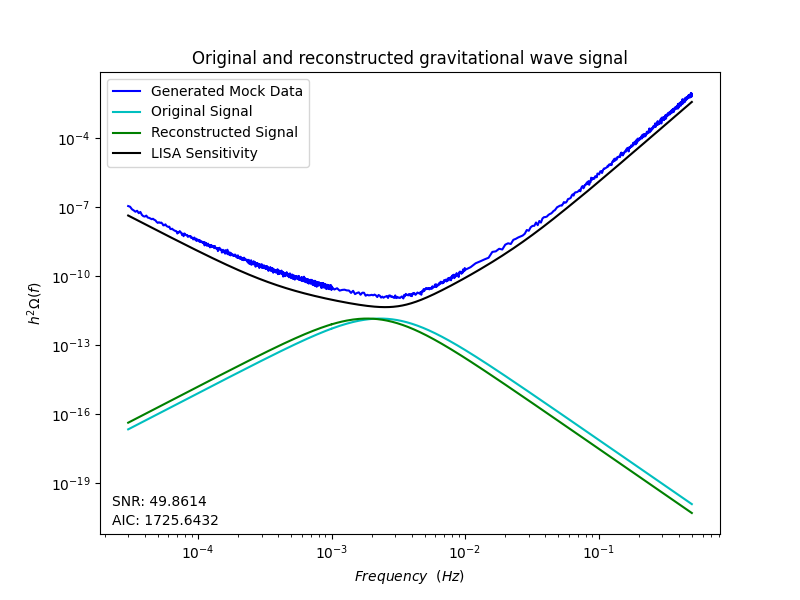 Original and reconstructed gravitational wave signal
Generated Mock Data
Original Signal
Reconstructed Signal
LISA Sensitivity
10⁻⁴
10⁻⁷
10⁻¹⁰
10⁻¹³
10⁻¹⁶
10⁻¹⁹
h²Ω(f)
SNR: 49.8614
AIC: 1725.6432
10⁻⁴ 10⁻³ 10⁻² 10⁻¹
Frequency (Hz)